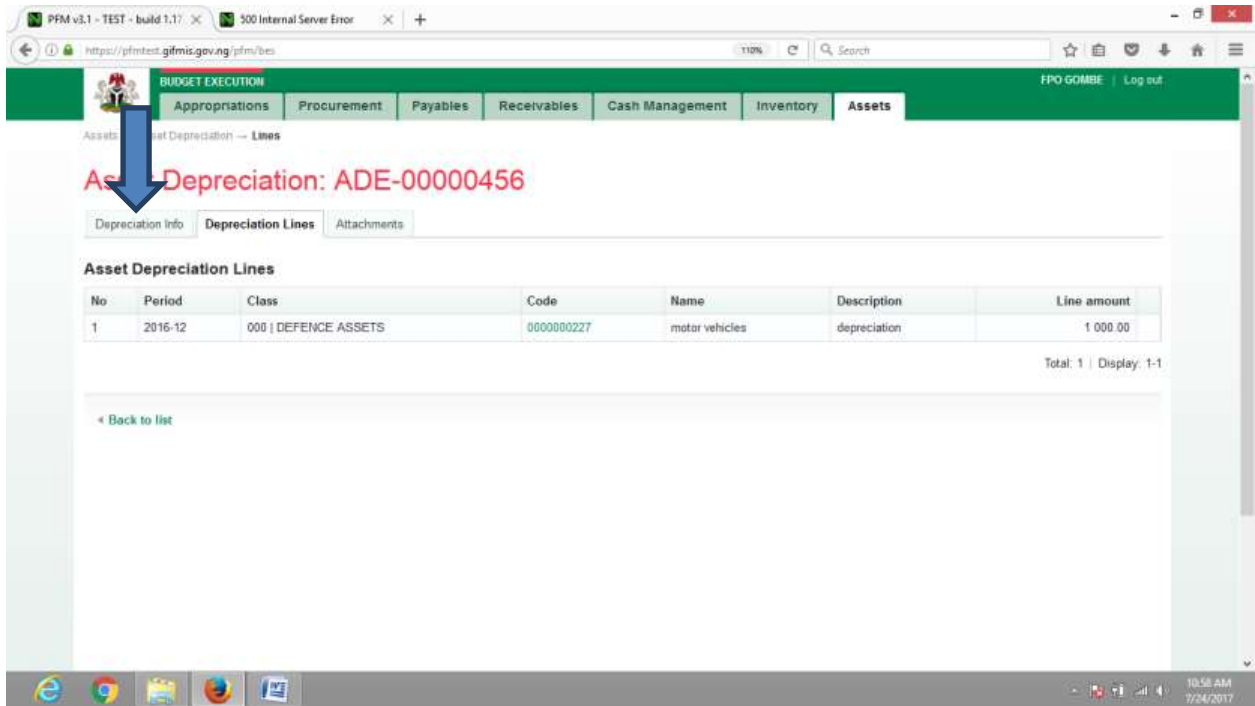 PFM v3.1 - TEST - build 1.17
500 Internal Server Error
https://pfmtest.gifmis.gov.ng/pfm/bes
110%
Search
BUDGET EXECUTION
FPO GOMBE | Log out
Appropriations Procurement Payables Receivables Cash Management Inventory Assets
Assets Depreciation → Lines
Depreciation: ADE-00000456
Depreciation Info Depreciation Lines Attachments
Asset Depreciation Lines
No Period Class Code Name Description Line amount
1 2016-12 000 | DEFENCE ASSETS 0000000227 motor vehicles depreciation 1 000.00
Total: 1 | Display: 1-1
Back to list
10:58 AM
7/24/2017